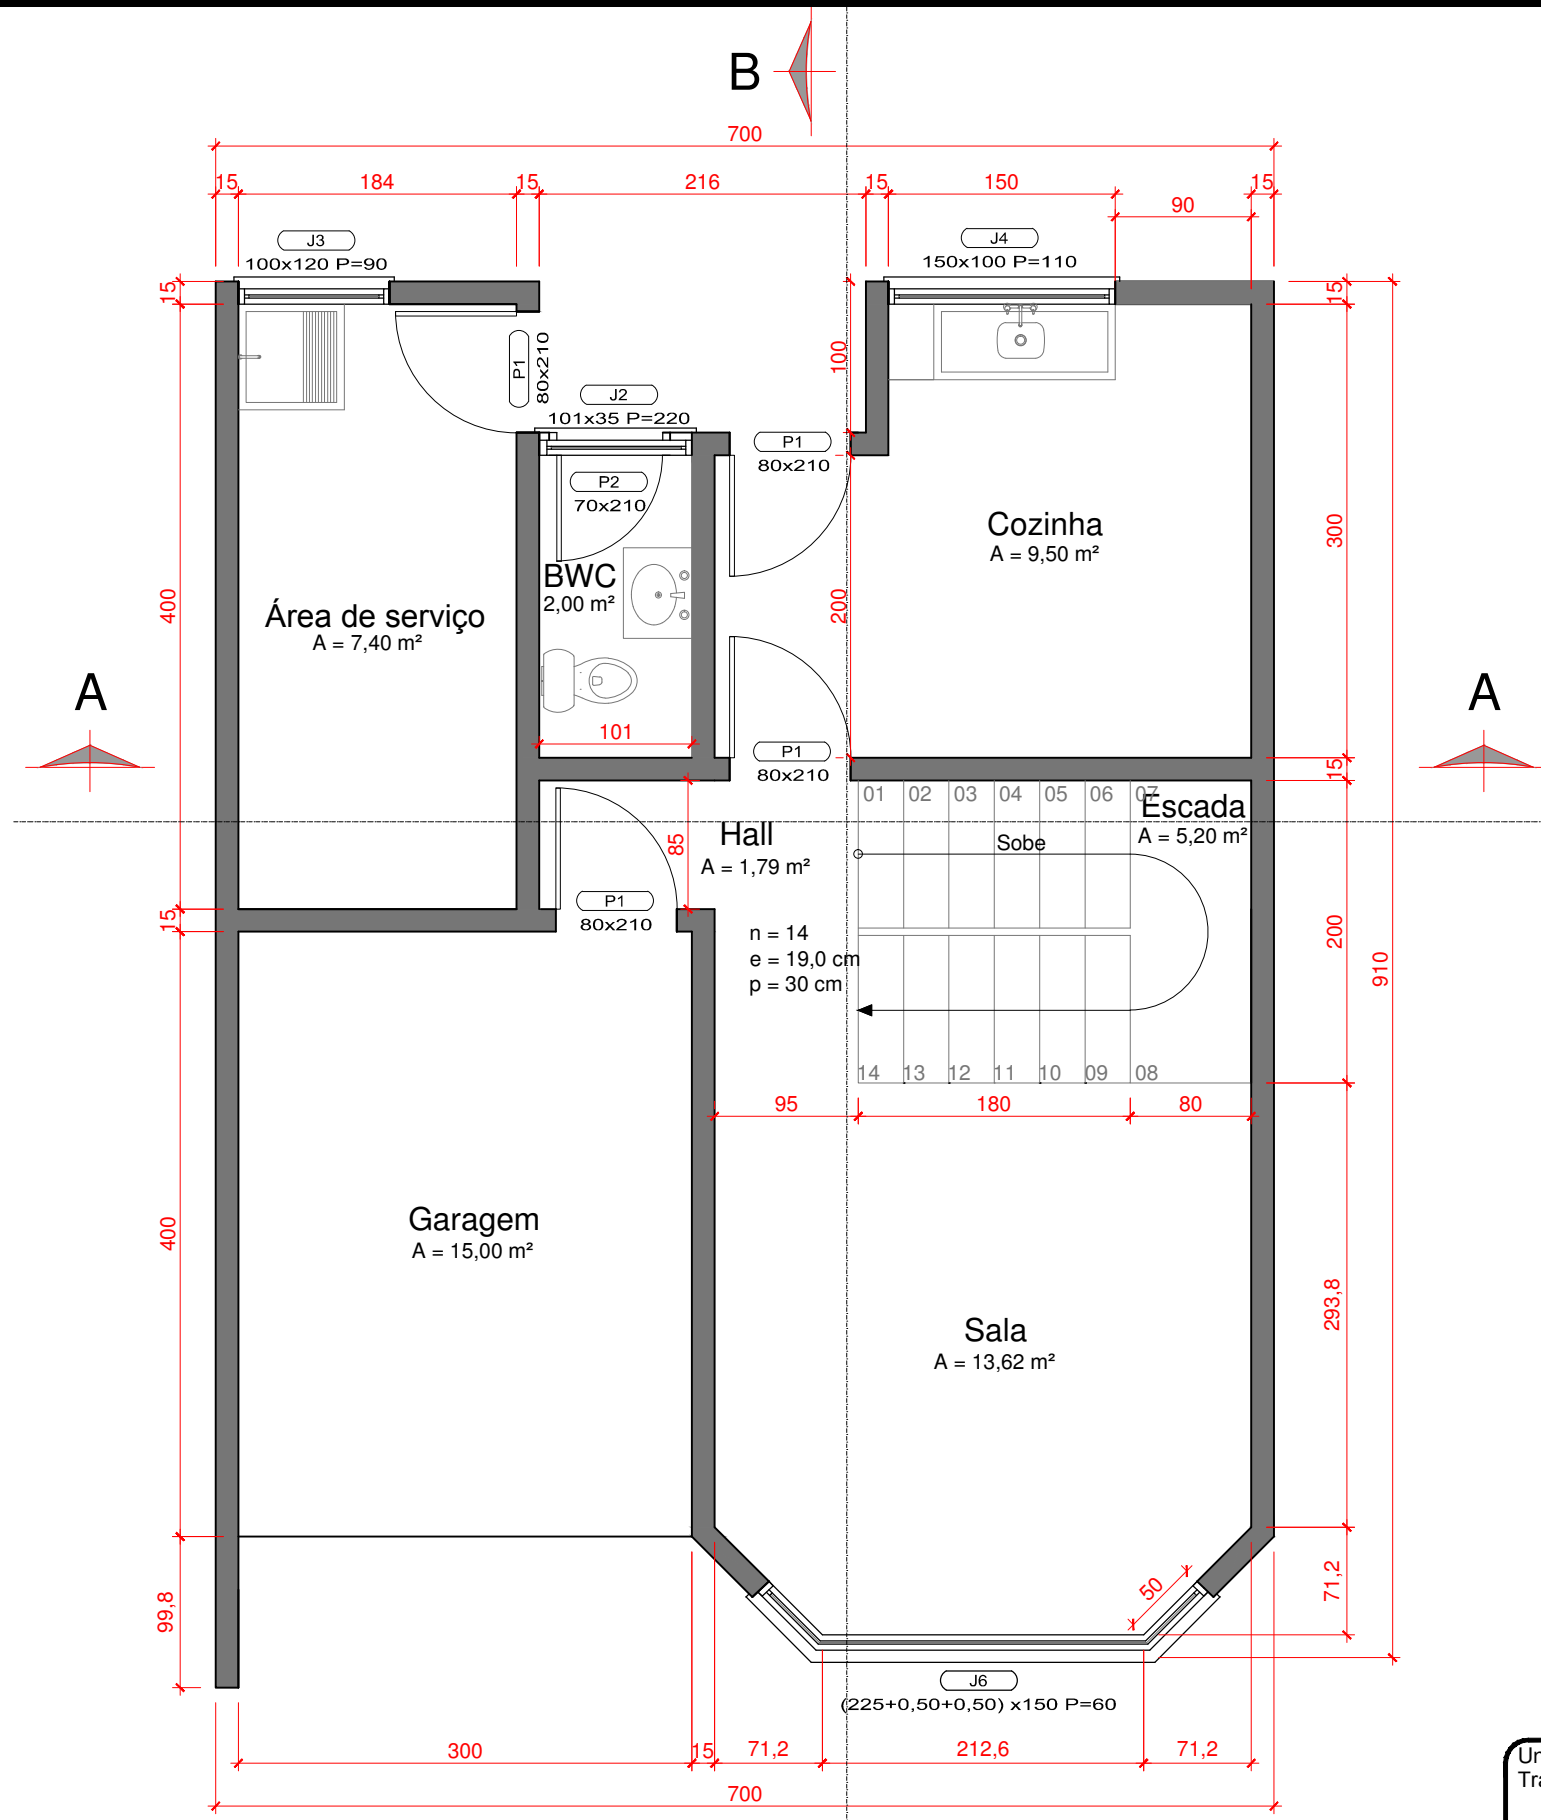 B
700
15 184 15 216 15 150 15
90
J3
100x120 P=90
J4
150x100 P=110
15
15
P1
80x210
100
J2
101x35 P=220
P1
80x210
P2
70x210
Cozinha
A = 9,50 m²
300
BWC
2,00 m²
400
200
Área de serviço
A = 7,40 m²
A
A
101
P1
80x210
15
01 02 03 04 05 06 07
Escada
A = 5,20 m²
Sobe
85
Hall
A = 1,79 m²
P1
80x210
15
n = 14
e = 19,0 cm
p = 30 cm
200
910
14 13 12 11 10 09 08
95 180 80
Garagem
A = 15,00 m²
400
293,8
Sala
A = 13,62 m²
50
71,2
99,8
J6
(225+0,50+0,50) x150 P=60
300 15 71,2 212,6 71,2
700